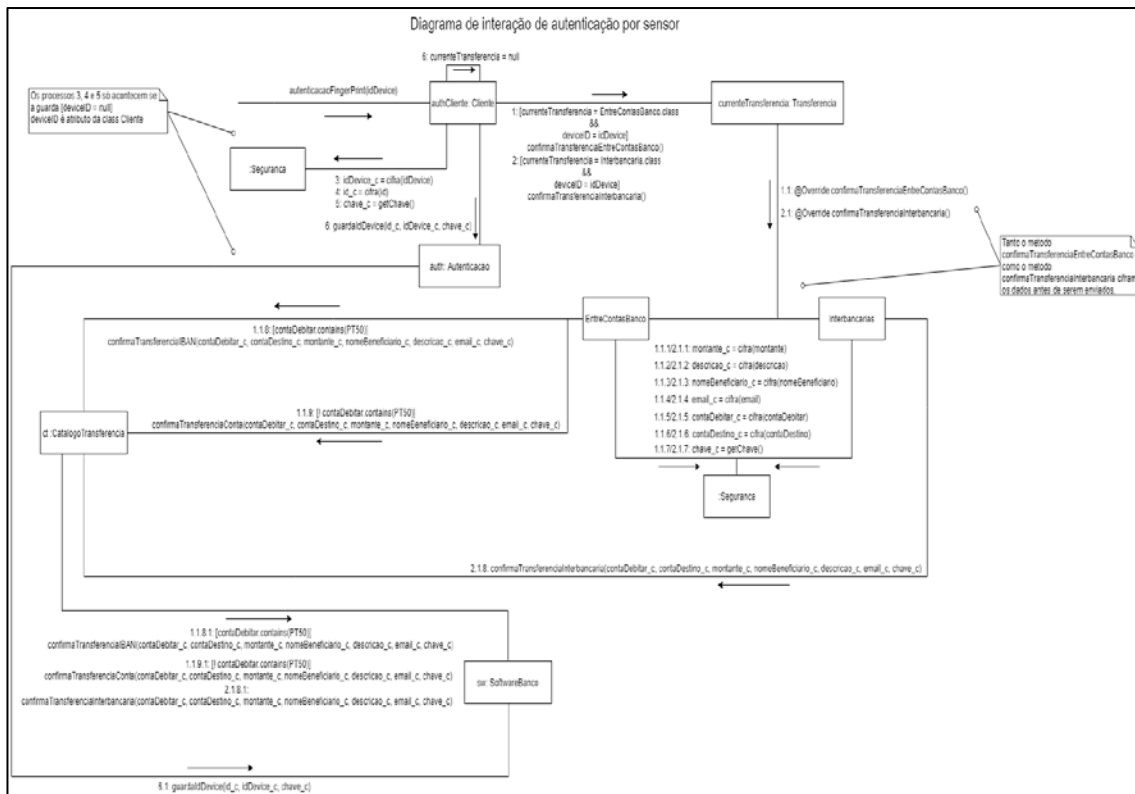 Diagrama de interação de autenticação por sensor
6: currenteTransferencia = null
Os processos 3, 4 e 5 só acontecem se
a guarda [deviceID = null]
deviceID é atributo da class Cliente
autenticacaoFingerPrint(idDevice)
authCliente: Cliente
currenteTransferencia: Transferencia
1: [currenteTransferencia = EntreContasBanco.class
&&
deviceID = idDevice]
confirmaTransferenciaEntreContasBanco()
2: [currenteTransferencia = Interbancaria.class
&&
deviceID = idDevice]
confirmaTransferenciaInterbancaria()
:Seguranca
3: idDevice_c = cifra(idDevice)
4: id_c = cifra(id)
5: chave_c = getChave()
6: guardaIdDevice(id_c, idDevice_c, chave_c)
1.1: @Override confirmaTransferenciaEntreContasBanco()
2.1: @Override confirmaTransferenciaInterbancaria()
auth: Autenticacao
Tanto o metodo
confirmaTransferenciaEntreContasBanco
como o metodo
confirmaTransferenciaInterbancaria cifram
os dados antes de serem enviados.
EntreContasBanco
Interbancarias
1.1.8: [contaDebitar.contains(PT50)]
confirmaTransferencialBAN(contaDebitar_c, contaDestino_c, montante_c, nomeBeneficiario_c, descricao_c, email_c, chave_c)
1.1.1/2.1.1: montante_c = cifra(montante)
1.1.2/2.1.2: descricao_c = cifra(descricao)
1.1.3/2.1.3: nomeBeneficiario_c = cifra(nomeBeneficiario)
1.1.4/2.1.4: email_c = cifra(email)
1.1.5/2.1.5: contaDebitar_c = cifra(contaDebitar)
1.1.6/2.1.6: contaDestino_c = cifra(contaDestino)
1.1.7/2.1.7: chave_c = getChave()
1.1.9: [! contaDebitar.contains(PT50)]
confirmaTransferenciaConta(contaDebitar_c, contaDestino_c, montante_c, nomeBeneficiario_c, descricao_c, email_c, chave_c)
ct :CatalogoTransferencia
:Seguranca
2.1.8: confirmaTransferenciaInterbancaria(contaDebitar_c, contaDestino_c, montante_c, nomeBeneficiario_c, descricao_c, email_c, chave_c)
1.1.8.1: [contaDebitar.contains(PT50)]
confirmaTransferencialBAN(contaDebitar_c, contaDestino_c, montante_c, nomeBeneficiario_c, descricao_c, email_c, chave_c)
1.1.9.1: [! contaDebitar.contains(PT50)]
confirmaTransferenciaConta(contaDebitar_c, contaDestino_c, montante_c, nomeBeneficiario_c, descricao_c, email_c, chave_c)
2.1.8.1:
confirmaTransferenciaInterbancaria(contaDebitar_c, contaDestino_c, montante_c, nomeBeneficiario_c, descricao_c, email_c, chave_c)
sw: SoftwareBanco
6.1 guardaIdDevice(id_c, idDevice_c, chave_c)